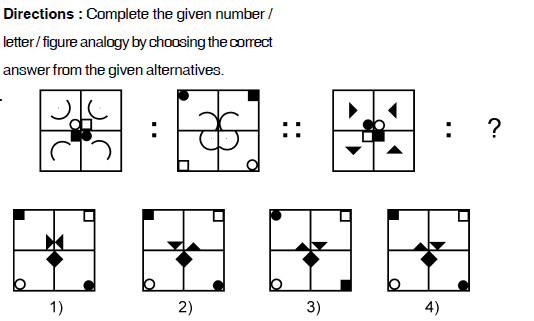 Directions : Complete the given number /
letter / figure analogy by choosing the correct
answer from the given alternatives.
: :: : ?
1) 2) 3) 4)